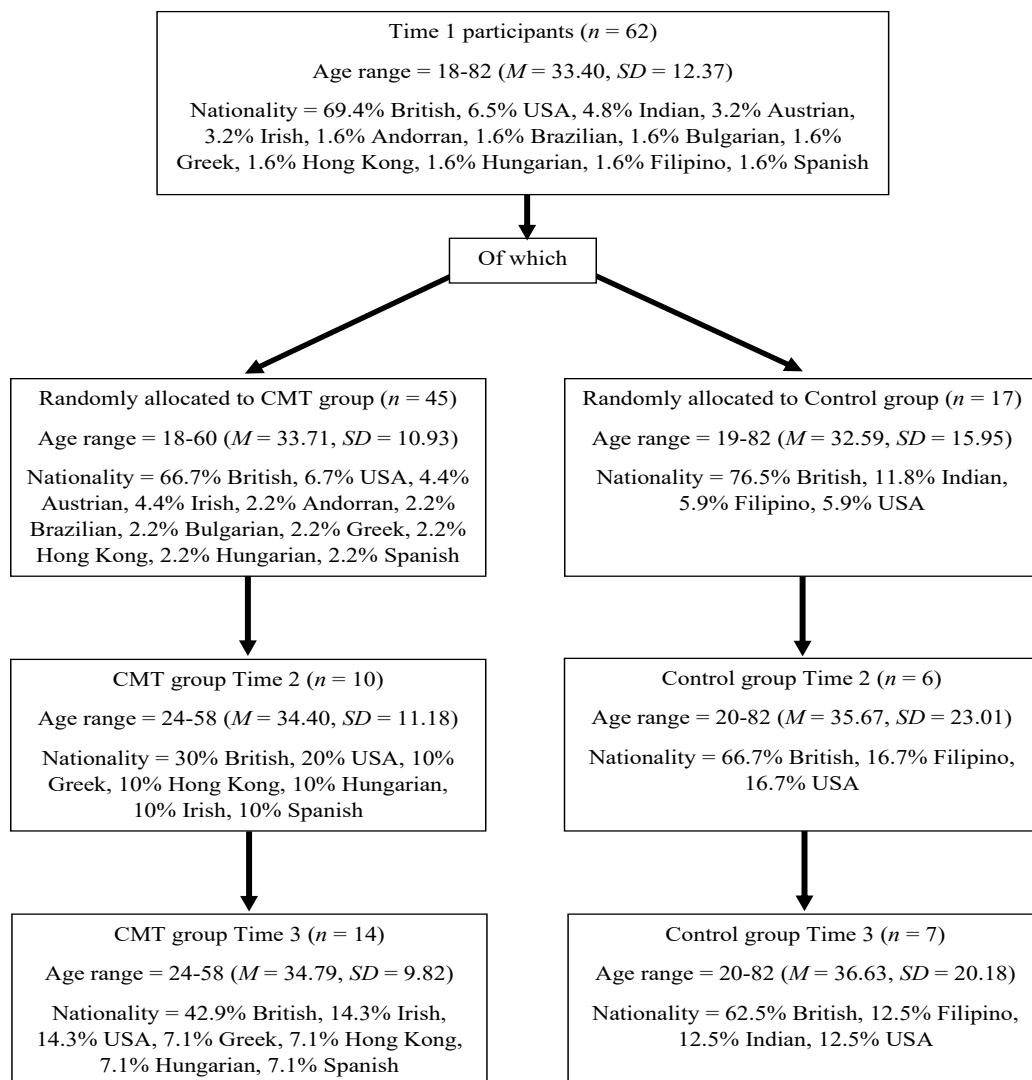 Time 1 participants (n = 62)
Age range = 18-82 (M = 33.40, SD = 12.37)
Nationality = 69.4% British, 6.5% USA, 4.8% Indian, 3.2% Austrian,
3.2% Irish, 1.6% Andorran, 1.6% Brazilian, 1.6% Bulgarian, 1.6%
Greek, 1.6% Hong Kong, 1.6% Hungarian, 1.6% Filipino, 1.6% Spanish
Of which
Randomly allocated to CMT group (n = 45)
Age range = 18-60 (M = 33.71, SD = 10.93)
Nationality = 66.7% British, 6.7% USA, 4.4%
Austrian, 4.4% Irish, 2.2% Andorran, 2.2%
Brazilian, 2.2% Bulgarian, 2.2% Greek, 2.2%
Hong Kong, 2.2% Hungarian, 2.2% Spanish
Randomly allocated to Control group (n = 17)
Age range = 19-82 (M = 32.59, SD = 15.95)
Nationality = 76.5% British, 11.8% Indian,
5.9% Filipino, 5.9% USA
CMT group Time 2 (n = 10)
Age range = 24-58 (M = 34.40, SD = 11.18)
Nationality = 30% British, 20% USA, 10%
Greek, 10% Hong Kong, 10% Hungarian,
10% Irish, 10% Spanish
Control group Time 2 (n = 6)
Age range = 20-82 (M = 35.67, SD = 23.01)
Nationality = 66.7% British, 16.7% Filipino,
16.7% USA
CMT group Time 3 (n = 14)
Age range = 24-58 (M = 34.79, SD = 9.82)
Nationality = 42.9% British, 14.3% Irish,
14.3% USA, 7.1% Greek, 7.1% Hong Kong,
7.1% Hungarian, 7.1% Spanish
Control group Time 3 (n = 7)
Age range = 20-82 (M = 36.63, SD = 20.18)
Nationality = 62.5% British, 12.5% Filipino,
12.5% Indian, 12.5% USA